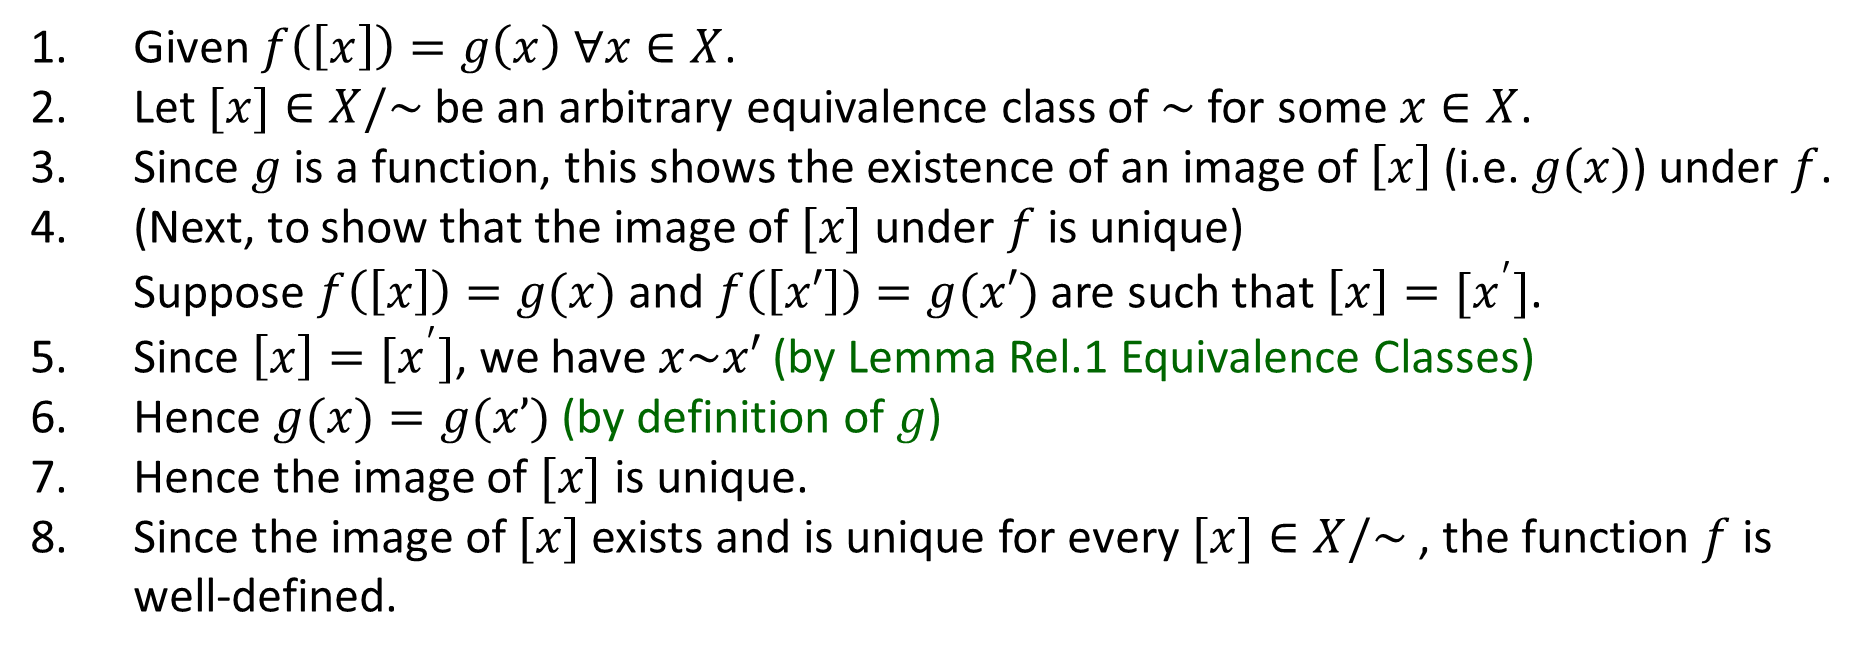 1. Given f([x]) = g(x) ∀x ∈ X.
2. Let [x] ∈ X/~ be an arbitrary equivalence class of ~ for some x ∈ X.
3. Since g is a function, this shows the existence of an image of [x] (i.e. g(x)) under f.
4. (Next, to show that the image of [x] under f is unique)
Suppose f([x]) = g(x) and f([x′]) = g(x′) are such that [x] = [x′].
5. Since [x] = [x′], we have x~x′ (by Lemma Rel.1 Equivalence Classes)
6. Hence g(x) = g(x’) (by definition of g)
7. Hence the image of [x] is unique.
8. Since the image of [x] exists and is unique for every [x] ∈ X/~ , the function f is
well-defined.